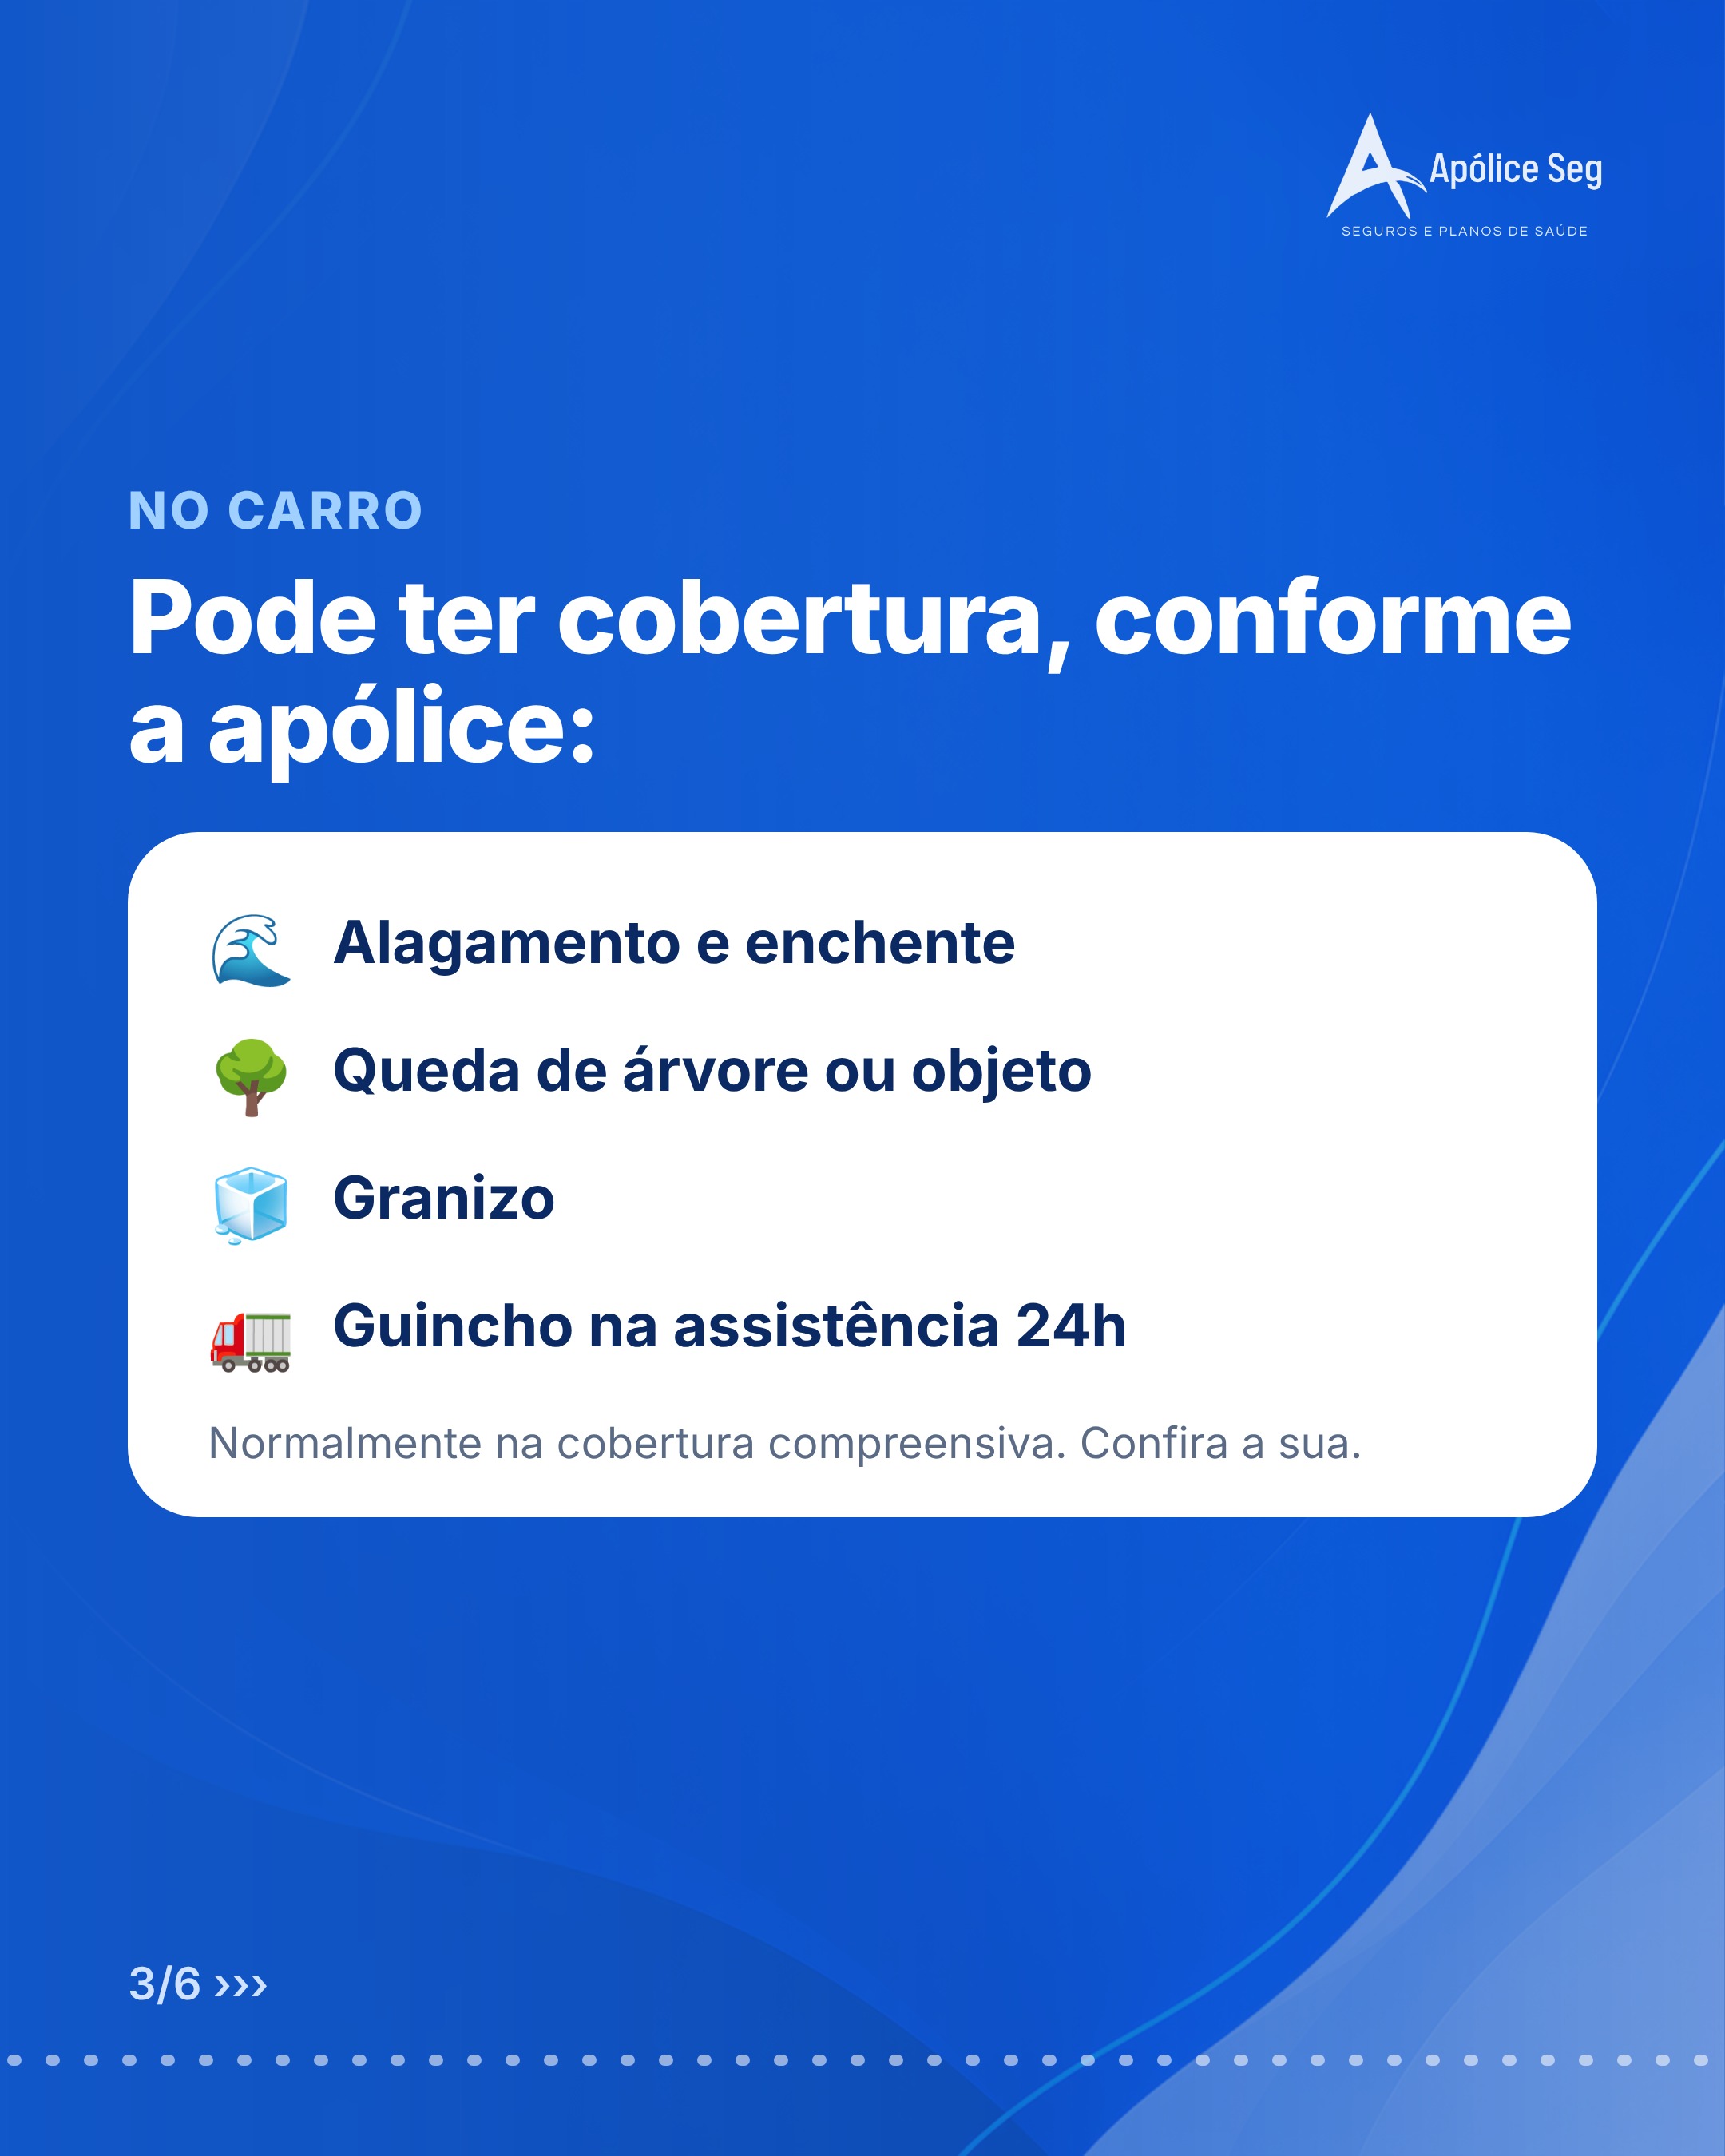 Apólice Seg
SEGUROS E PLANOS DE SAÚDE
NO CARRO
Pode ter cobertura, conforme
a apólice:
Alagamento e enchente
Queda de árvore ou objeto
Granizo
Guincho na assistência 24h
Normalmente na cobertura compreensiva. Confira a sua.
3/6 ›››